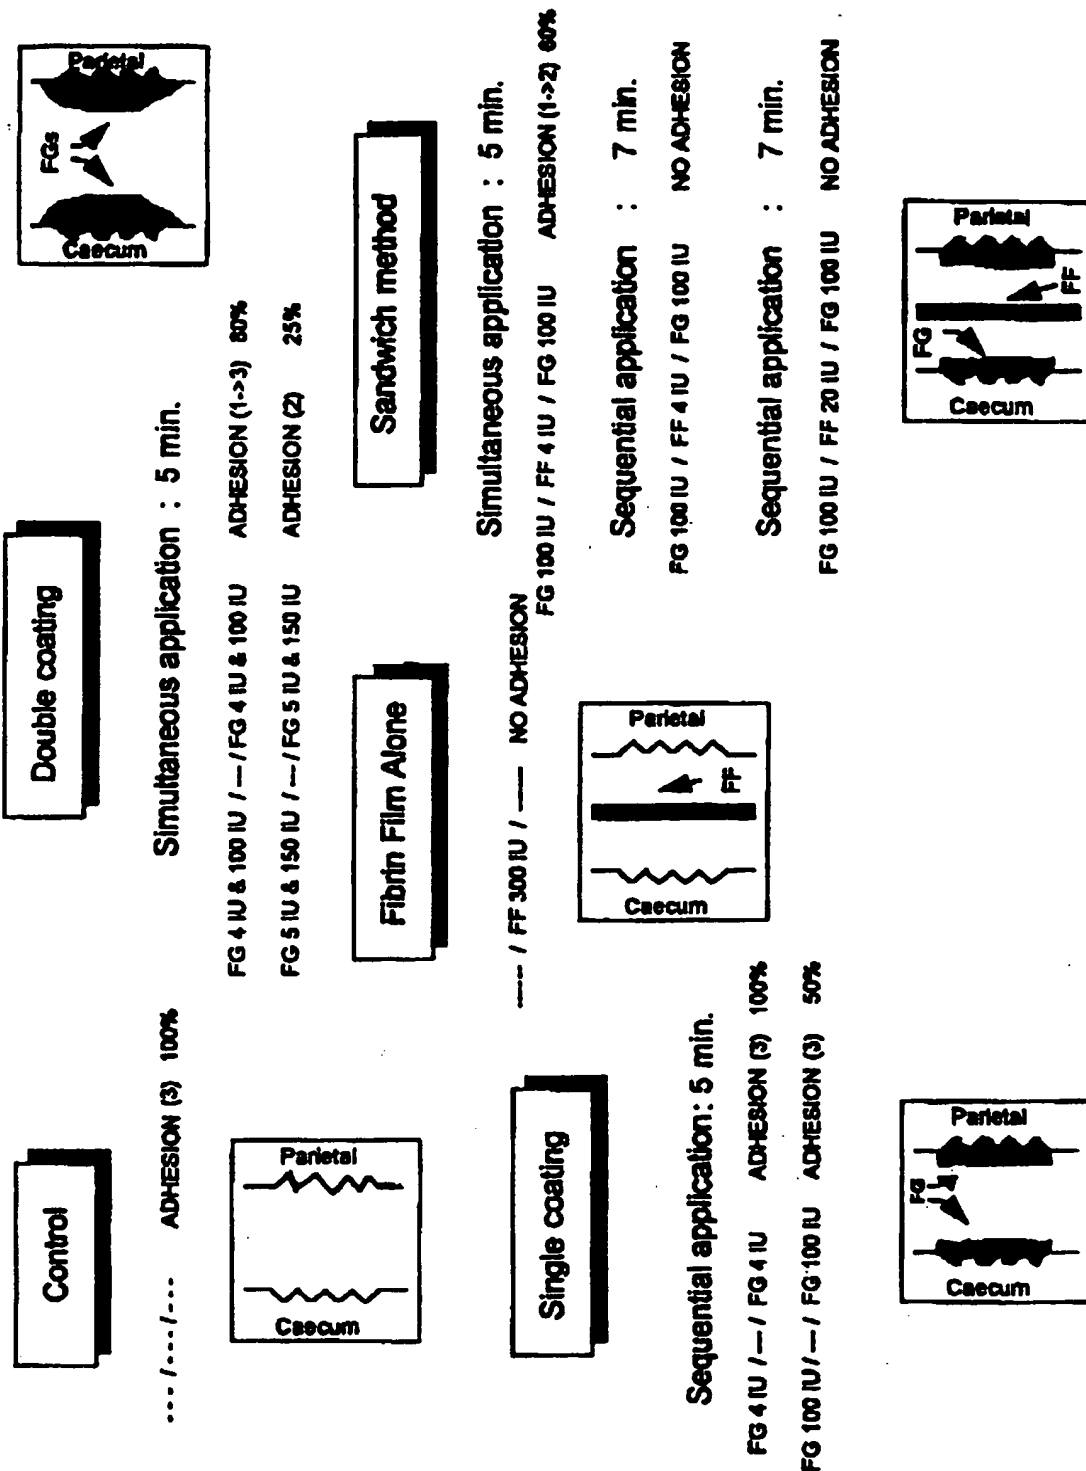 Control
--- / --- / --- ADHESION (3) 100%
Parietal
Caecum
Double coating
Simultaneous application : 5 min.
FG 4 IU & 100 IU / --- / FG 4 IU & 100 IU ADHESION (1->3) 80%
FG 5 IU & 150 IU / --- / FG 5 IU & 150 IU ADHESION (2) 25%
Parietal
FGs
Caecum
Single coating
Sequential application: 5 min.
FG 4 IU / --- / FG 4 IU ADHESION (3) 100%
FG 100 IU / --- / FG 100 IU ADHESION (3) 50%
Parietal
FG
Caecum
Fibrin Film Alone
---- / FF 300 IU / ---- NO ADHESION
Parietal
FF
Caecum
Sandwich method
Simultaneous application : 5 min.
FG 100 IU / FF 4 IU / FG 100 IU ADHESION (1->2) 60%
Sequential application : 7 min.
FG 100 IU / FF 4 IU / FG 100 IU NO ADHESION
Sequential application : 7 min.
FG 100 IU / FF 20 IU / FG 100 IU NO ADHESION
Parietal
FG
FF
Caecum